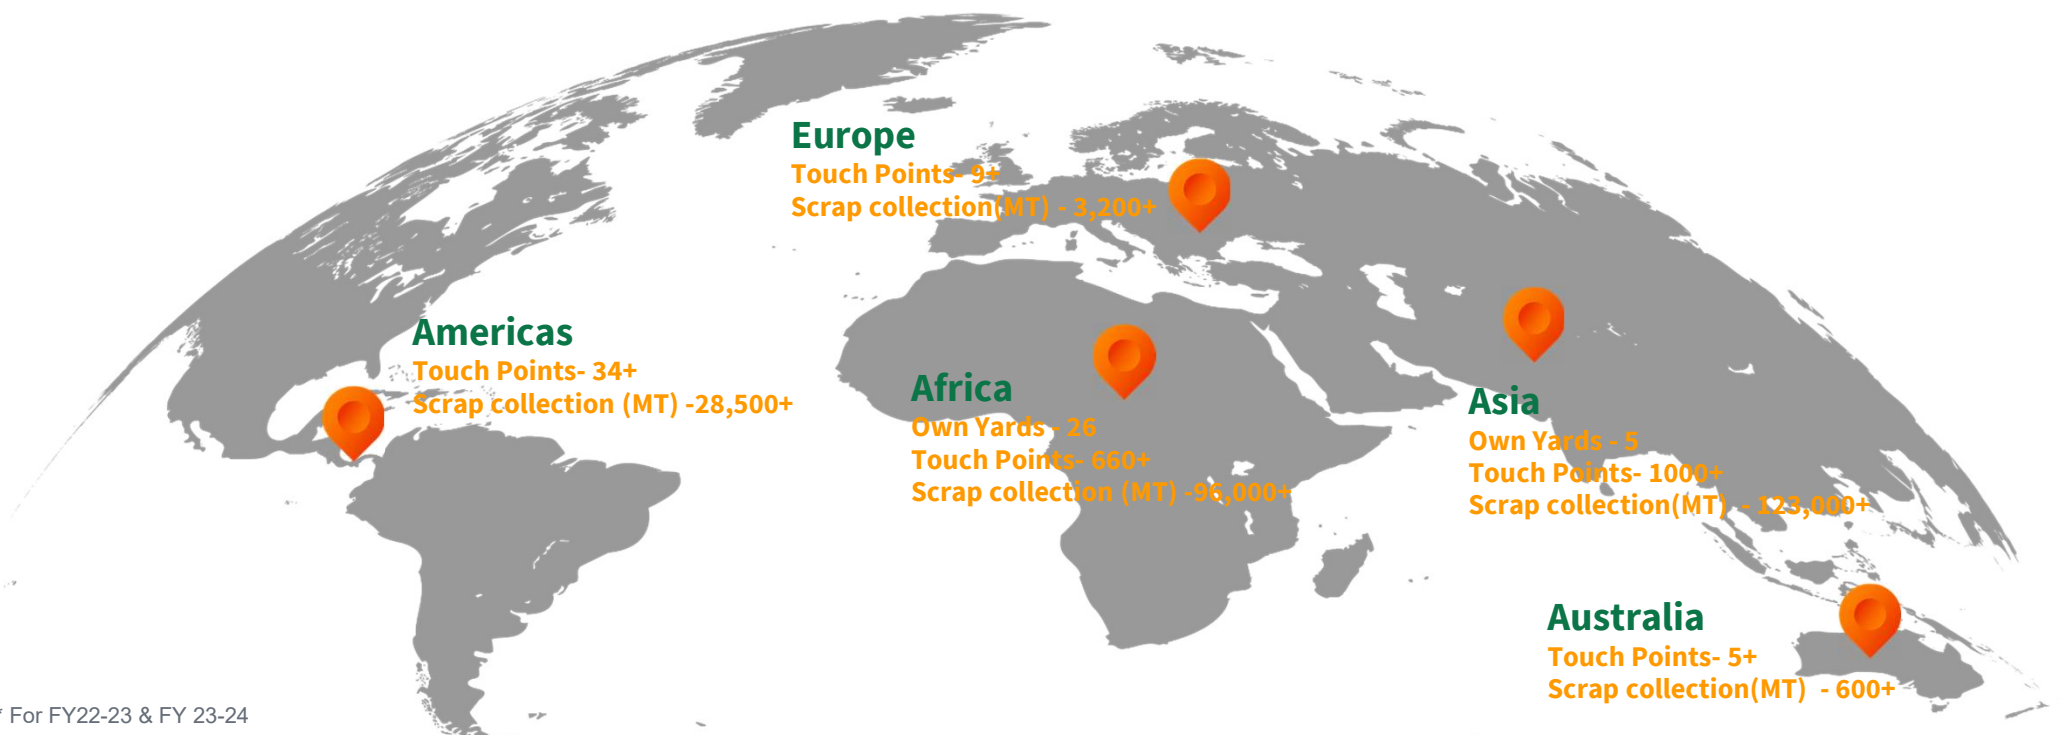 Europe
Touch Points- 9+
Scrap collection(MT) - 3,200+
Americas
Touch Points- 34+
Scrap collection (MT) -28,500+
Africa
Own Yards - 26
Touch Points- 660+
Scrap collection (MT) -96,000+
Asia
Own Yards - 5
Touch Points- 1000+
Scrap collection(MT) - 123,000+
Australia
Touch Points- 5+
Scrap collection(MT) - 600+
* For FY22-23 & FY 23-24